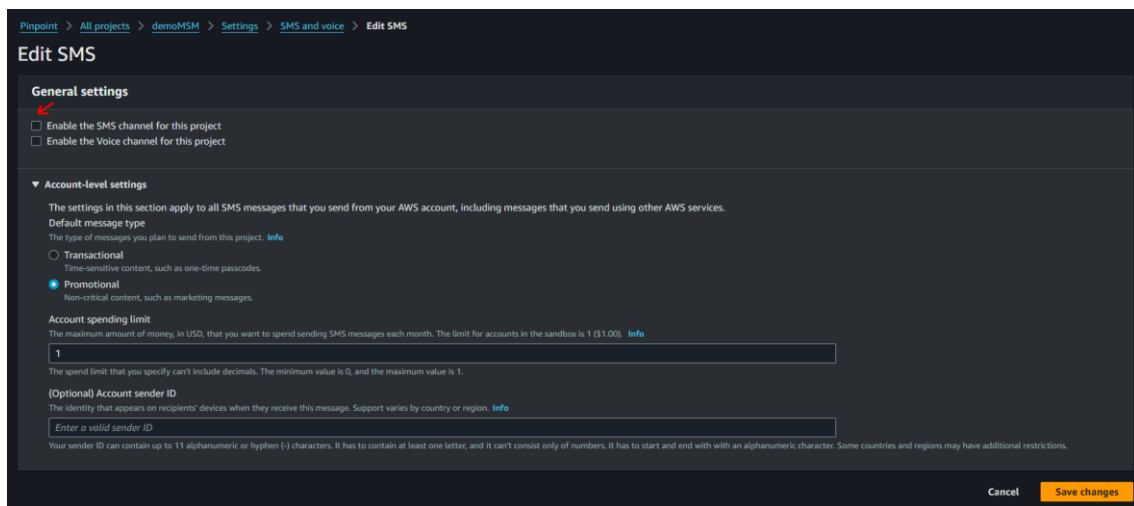 Pinpoint > All projects > demoMSM > Settings > SMS and voice > Edit SMS
Edit SMS
General settings
Enable the SMS channel for this project
Enable the Voice channel for this project
▼ Account-level settings
The settings in this section apply to all SMS messages that you send from your AWS account, including messages that you send using other AWS services.
Default message type
The type of messages you plan to send from this project. Info
Transactional
Time-sensitive content, such as one-time passcodes.
Promotional
Non-critical content, such as marketing messages.
Account spending limit
The maximum amount of money, in USD, that you want to spend sending SMS messages each month. The limit for accounts in the sandbox is 1 ($1.00). Info
1
The spend limit that you specify can't include decimals. The minimum value is 0, and the maximum value is 1.
(Optional) Account sender ID
The identity that appears on recipients' devices when they receive this message. Support varies by country or region. Info
Enter a valid sender ID
Your sender ID can contain up to 11 alphanumeric or hyphen (-) characters. It has to contain at least one letter, and it can't consist only of numbers. It has to start and end with with an alphanumeric character. Some countries and regions may have additional restrictions.
Cancel Save changes